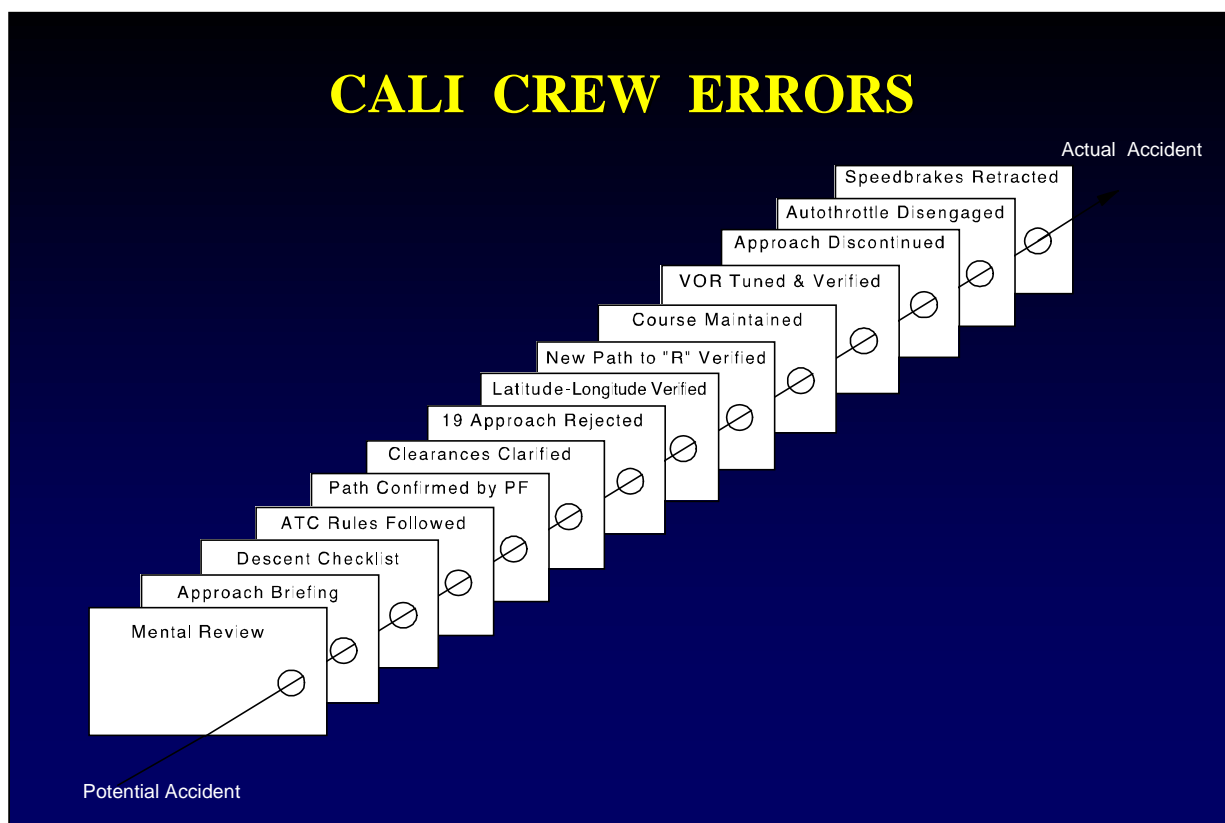 CALI CREW ERRORS
Actual Accident
Speedbrakes Retracted
Autothrottle Disengaged
Approach Discontinued
VOR Tuned & Verified
Course Maintained
New Path to "R" Verified
Latitude-Longitude Verified
19 Approach Rejected
Clearances Clarified
Path Confirmed by PF
ATC Rules Followed
Descent Checklist
Approach Briefing
Mental Review
Potential Accident